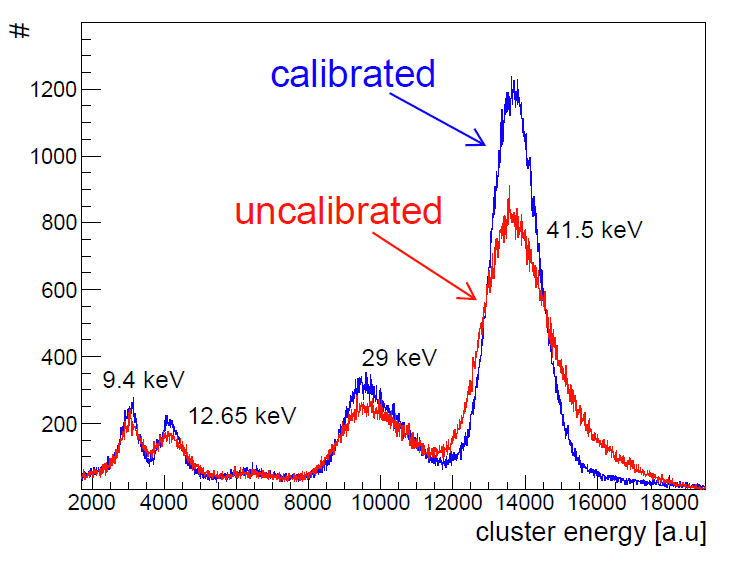 #
calibrated
uncalibrated
41.5 keV
29 keV
9.4 keV
12.65 keV
1200
1000
800
600
400
200
2000 4000 6000 8000 10000 12000 14000 16000 18000
cluster energy [a.u]